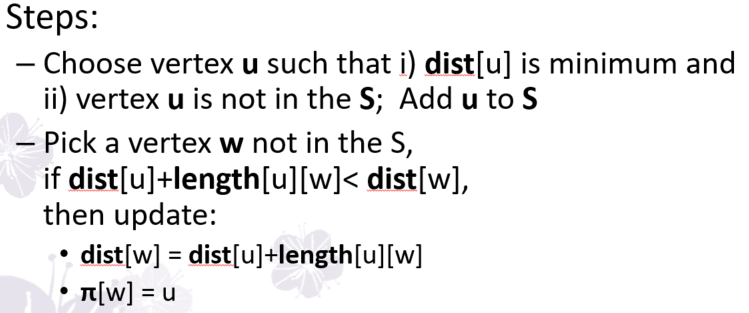 Steps:
– Choose vertex u such that i) dist[u] is minimum and
ii) vertex u is not in the S; Add u to S
– Pick a vertex w not in the S,
if dist[u]+length[u][w]< dist[w],
then update:
• dist[w] = dist[u]+length[u][w]
• π[w] = u